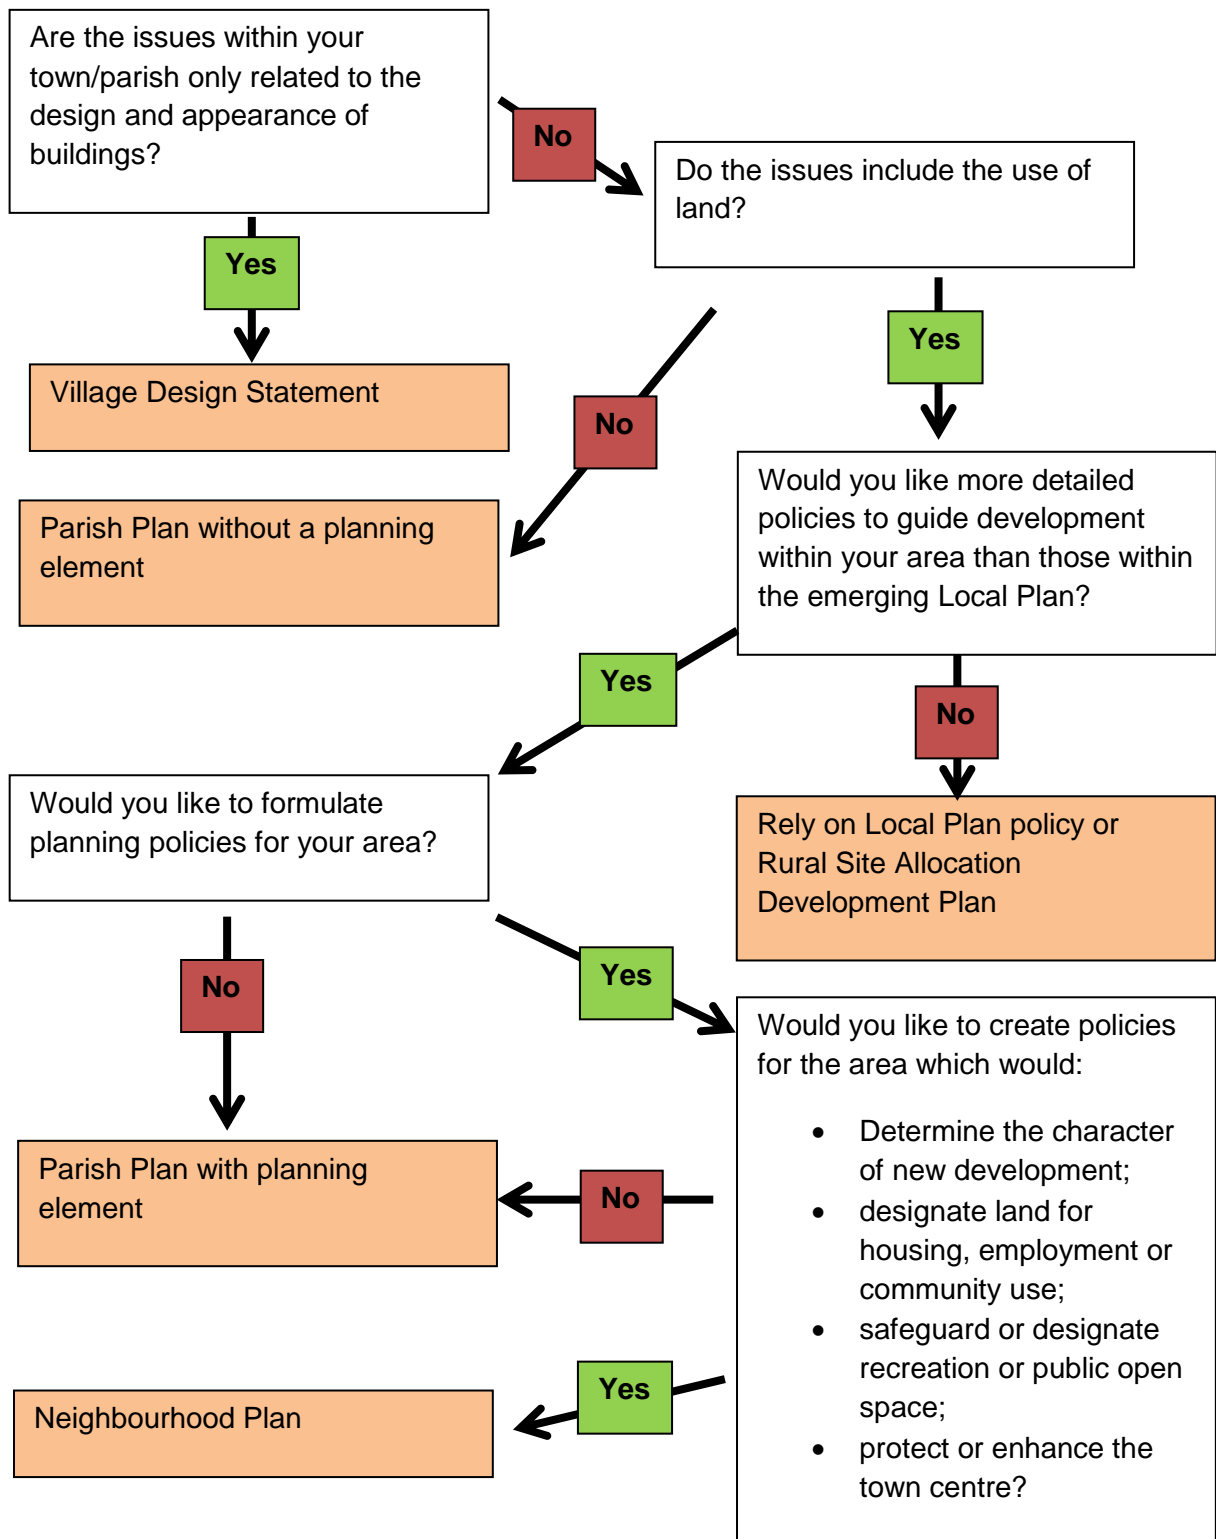 Are the issues within your
town/parish only related to the
design and appearance of
buildings?
No
Do the issues include the use of
land?
Yes
Yes
Village Design Statement
No
Parish Plan without a planning
element
Would you like more detailed
policies to guide development
within your area than those within
the emerging Local Plan?
Yes
No
Would you like to formulate
planning policies for your area?
Rely on Local Plan policy or
Rural Site Allocation
Development Plan
No
Yes
Would you like to create policies
for the area which would:
• Determine the character
of new development;
• designate land for
housing, employment or
community use;
• safeguard or designate
recreation or public open
space;
• protect or enhance the
town centre?
No
Parish Plan with planning
element
Yes
Neighbourhood Plan